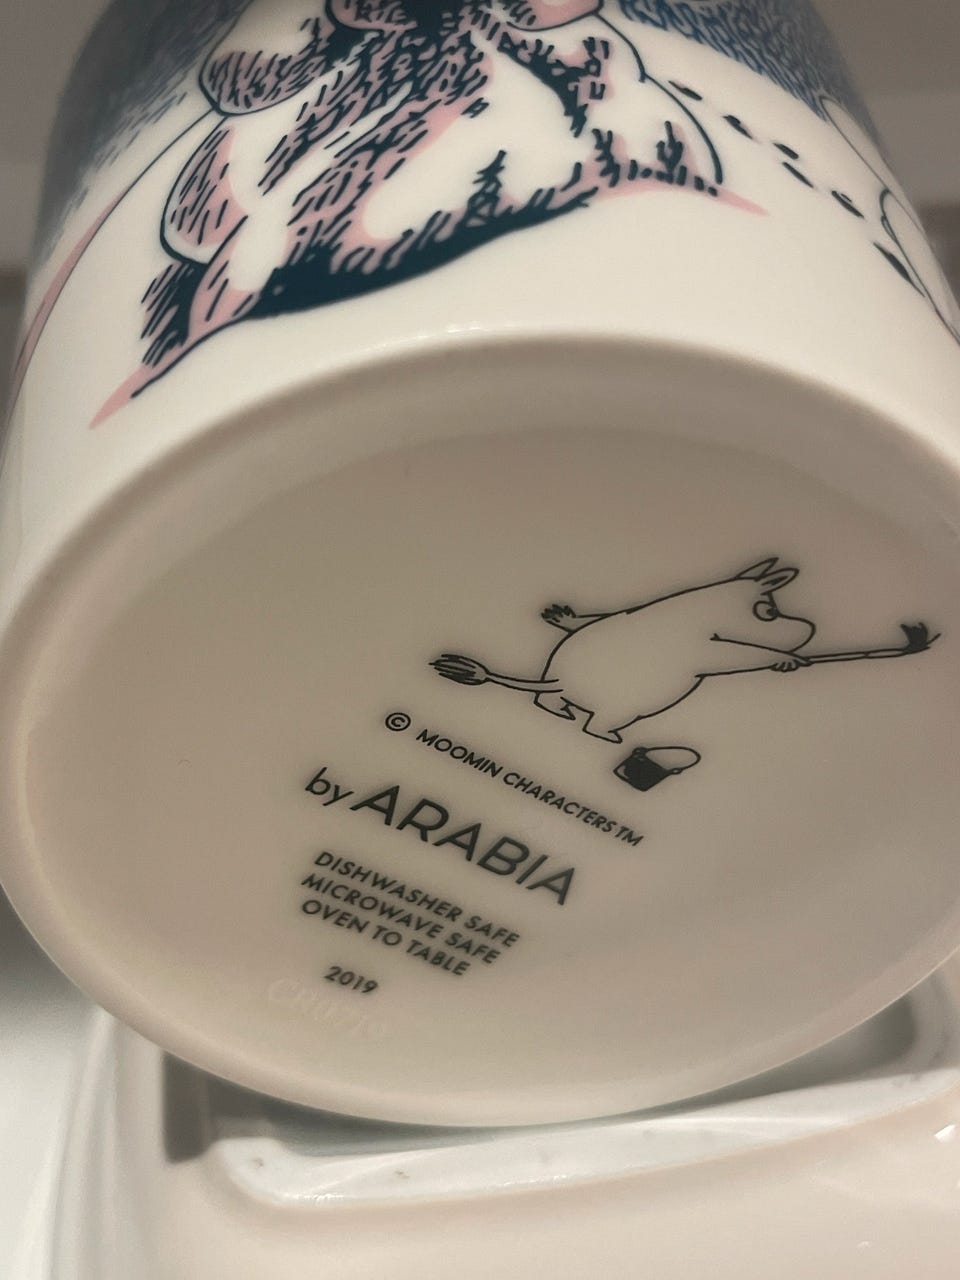 © MOOMIN CHARACTERS™
by ARABIA
DISHWASHER SAFE
MICROWAVE SAFE
OVEN TO TABLE
2019